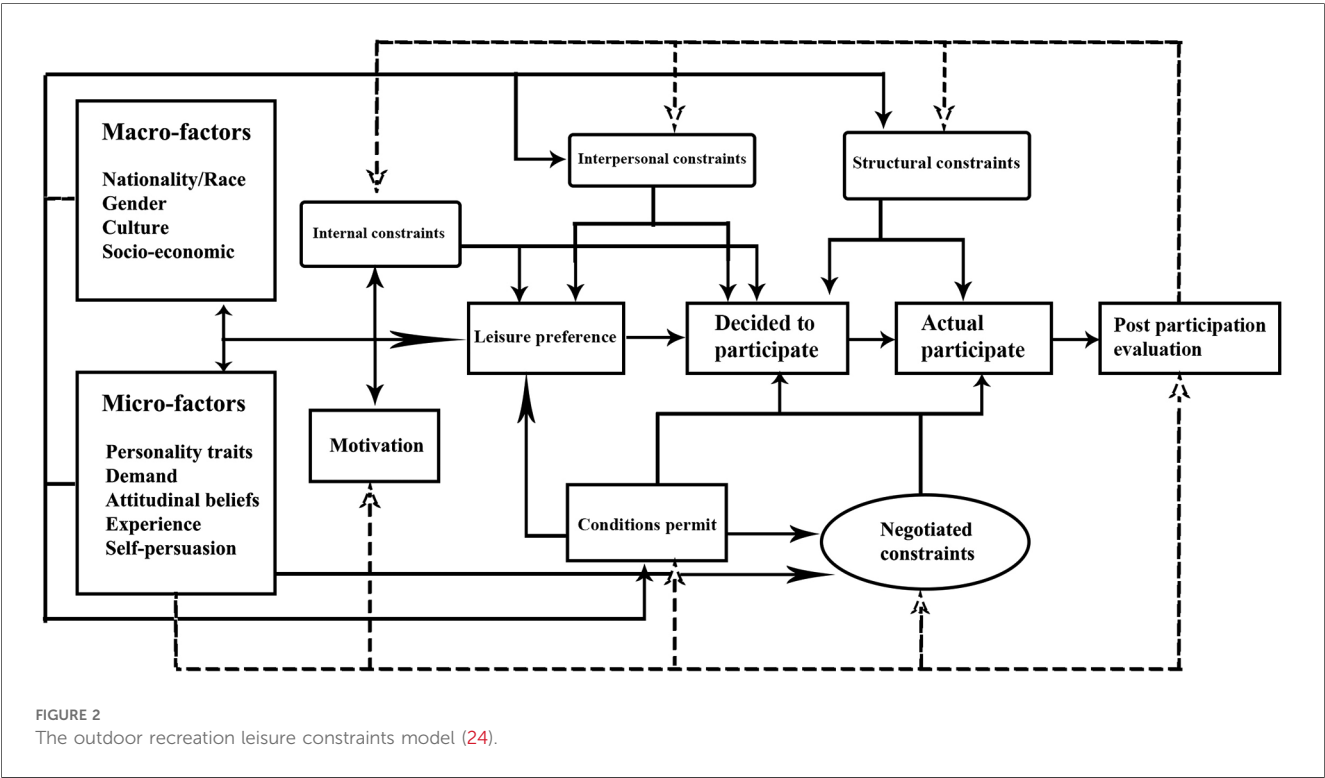 Macro-factors
Nationality/Race
Gender
Culture
Socio-economic
Interpersonal constraints
Structural constraints
Internal constraints
Leisure preference
Decided to
participate
Actual
participate
Post participation
evaluation
Micro-factors
Personality traits
Demand
Attitudinal beliefs
Experience
Self-persuasion
Motivation
Conditions permit
Negotiated
constraints
FIGURE 2
The outdoor recreation leisure constraints model (24).